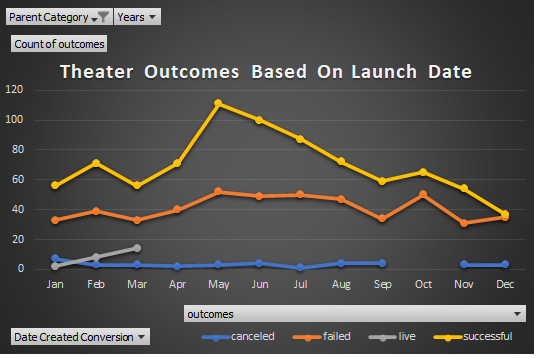 Parent Category Years
Count of outcomes
Theater Outcomes Based On Launch Date
120
100
80
60
40
20
0
Jan Feb Mar Apr May Jun Jul Aug Sep Oct Nov Dec
outcomes
Date Created Conversion canceled failed live successful